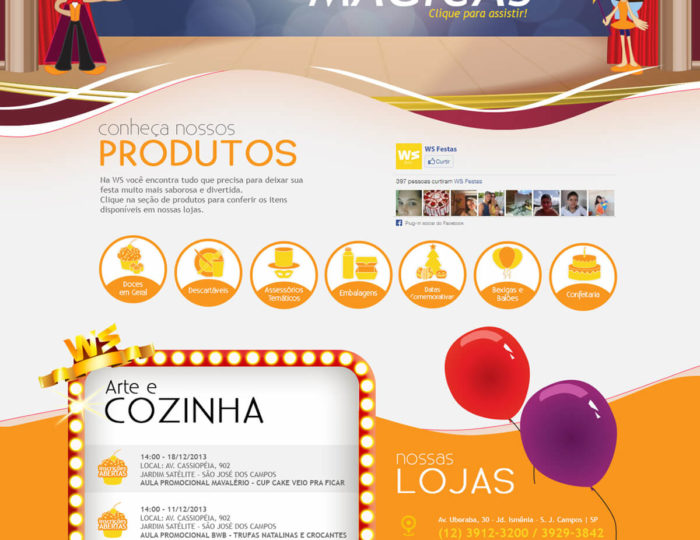 MÁGICAS
Clique para assistir!
conheça nossos
PRODUTOS
Na WS você encontra tudo que precisa para deixar sua
festa muito mais saborosa e divertida.
Clique na seção de produtos para conferir os itens
disponíveis em nossas lojas.
WS
WS Festas
Curtir
397 pessoas curtiram WS Festas
Plug-in social do Facebook
Doces
em Geral
Descartáveis
Assessórios
Temáticos
Embalagens
Datas
Comemorativas
Bexigas e
Balões
Confeitaria
WS
Arte e
COZINHA
inscrições
ABERTAS
14:00 - 18/12/2013
LOCAL: AV. CASSIOPÉIA, 902
JARDIM SATÉLITE - SÃO JOSÉ DOS CAMPOS
AULA PROMOCIONAL MAVALÉRIO - CUP CAKE VEIO PRA FICAR
inscrições
ABERTAS
14:00 - 11/12/2013
LOCAL: AV. CASSIOPÉIA, 902
JARDIM SATÉLITE - SÃO JOSÉ DOS CAMPOS
AULA PROMOCIONAL BWB - TRUFAS NATALINAS E CROCANTES
nossas
LOJAS
Av. Uberaba, 30 - Jd. Ismênia - S. J. Campos | SP
(12) 3912-3200 / 3929-3842